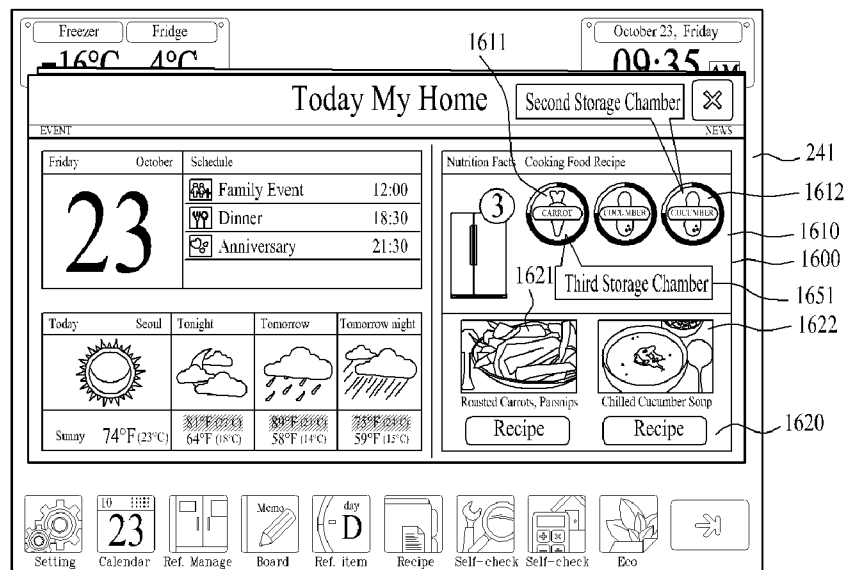 Freezer Fridge
-16°C 4°C
October 23, Friday
09:35 AM
1611
Today My Home
Second Storage Chamber
EVENT
NEWS
241
Friday October
23
Schedule
Family Event 12:00
Dinner 18:30
Anniversary 21:30
Nutrition Facts Cooking Food Recipe
3
CARROT
CUCUMBER
CUCUMBER
1612
1610
1600
1621
Third Storage Chamber
1651
Today Seoul
Tonight
Tomorrow
Tomorrow night
Sunny 74°F (23°C)
64°F (18°C)
58°F (14°C)
59°F (15°C)
1622
Roasted Carrots, Parsnips
Chilled Cucumber Soup
Recipe
Recipe
1620
10
23
Memo
day
D
Setting
Calendar
Ref. Manage
Board
Ref. item
Recipe
Self-check
Self-check
Eco